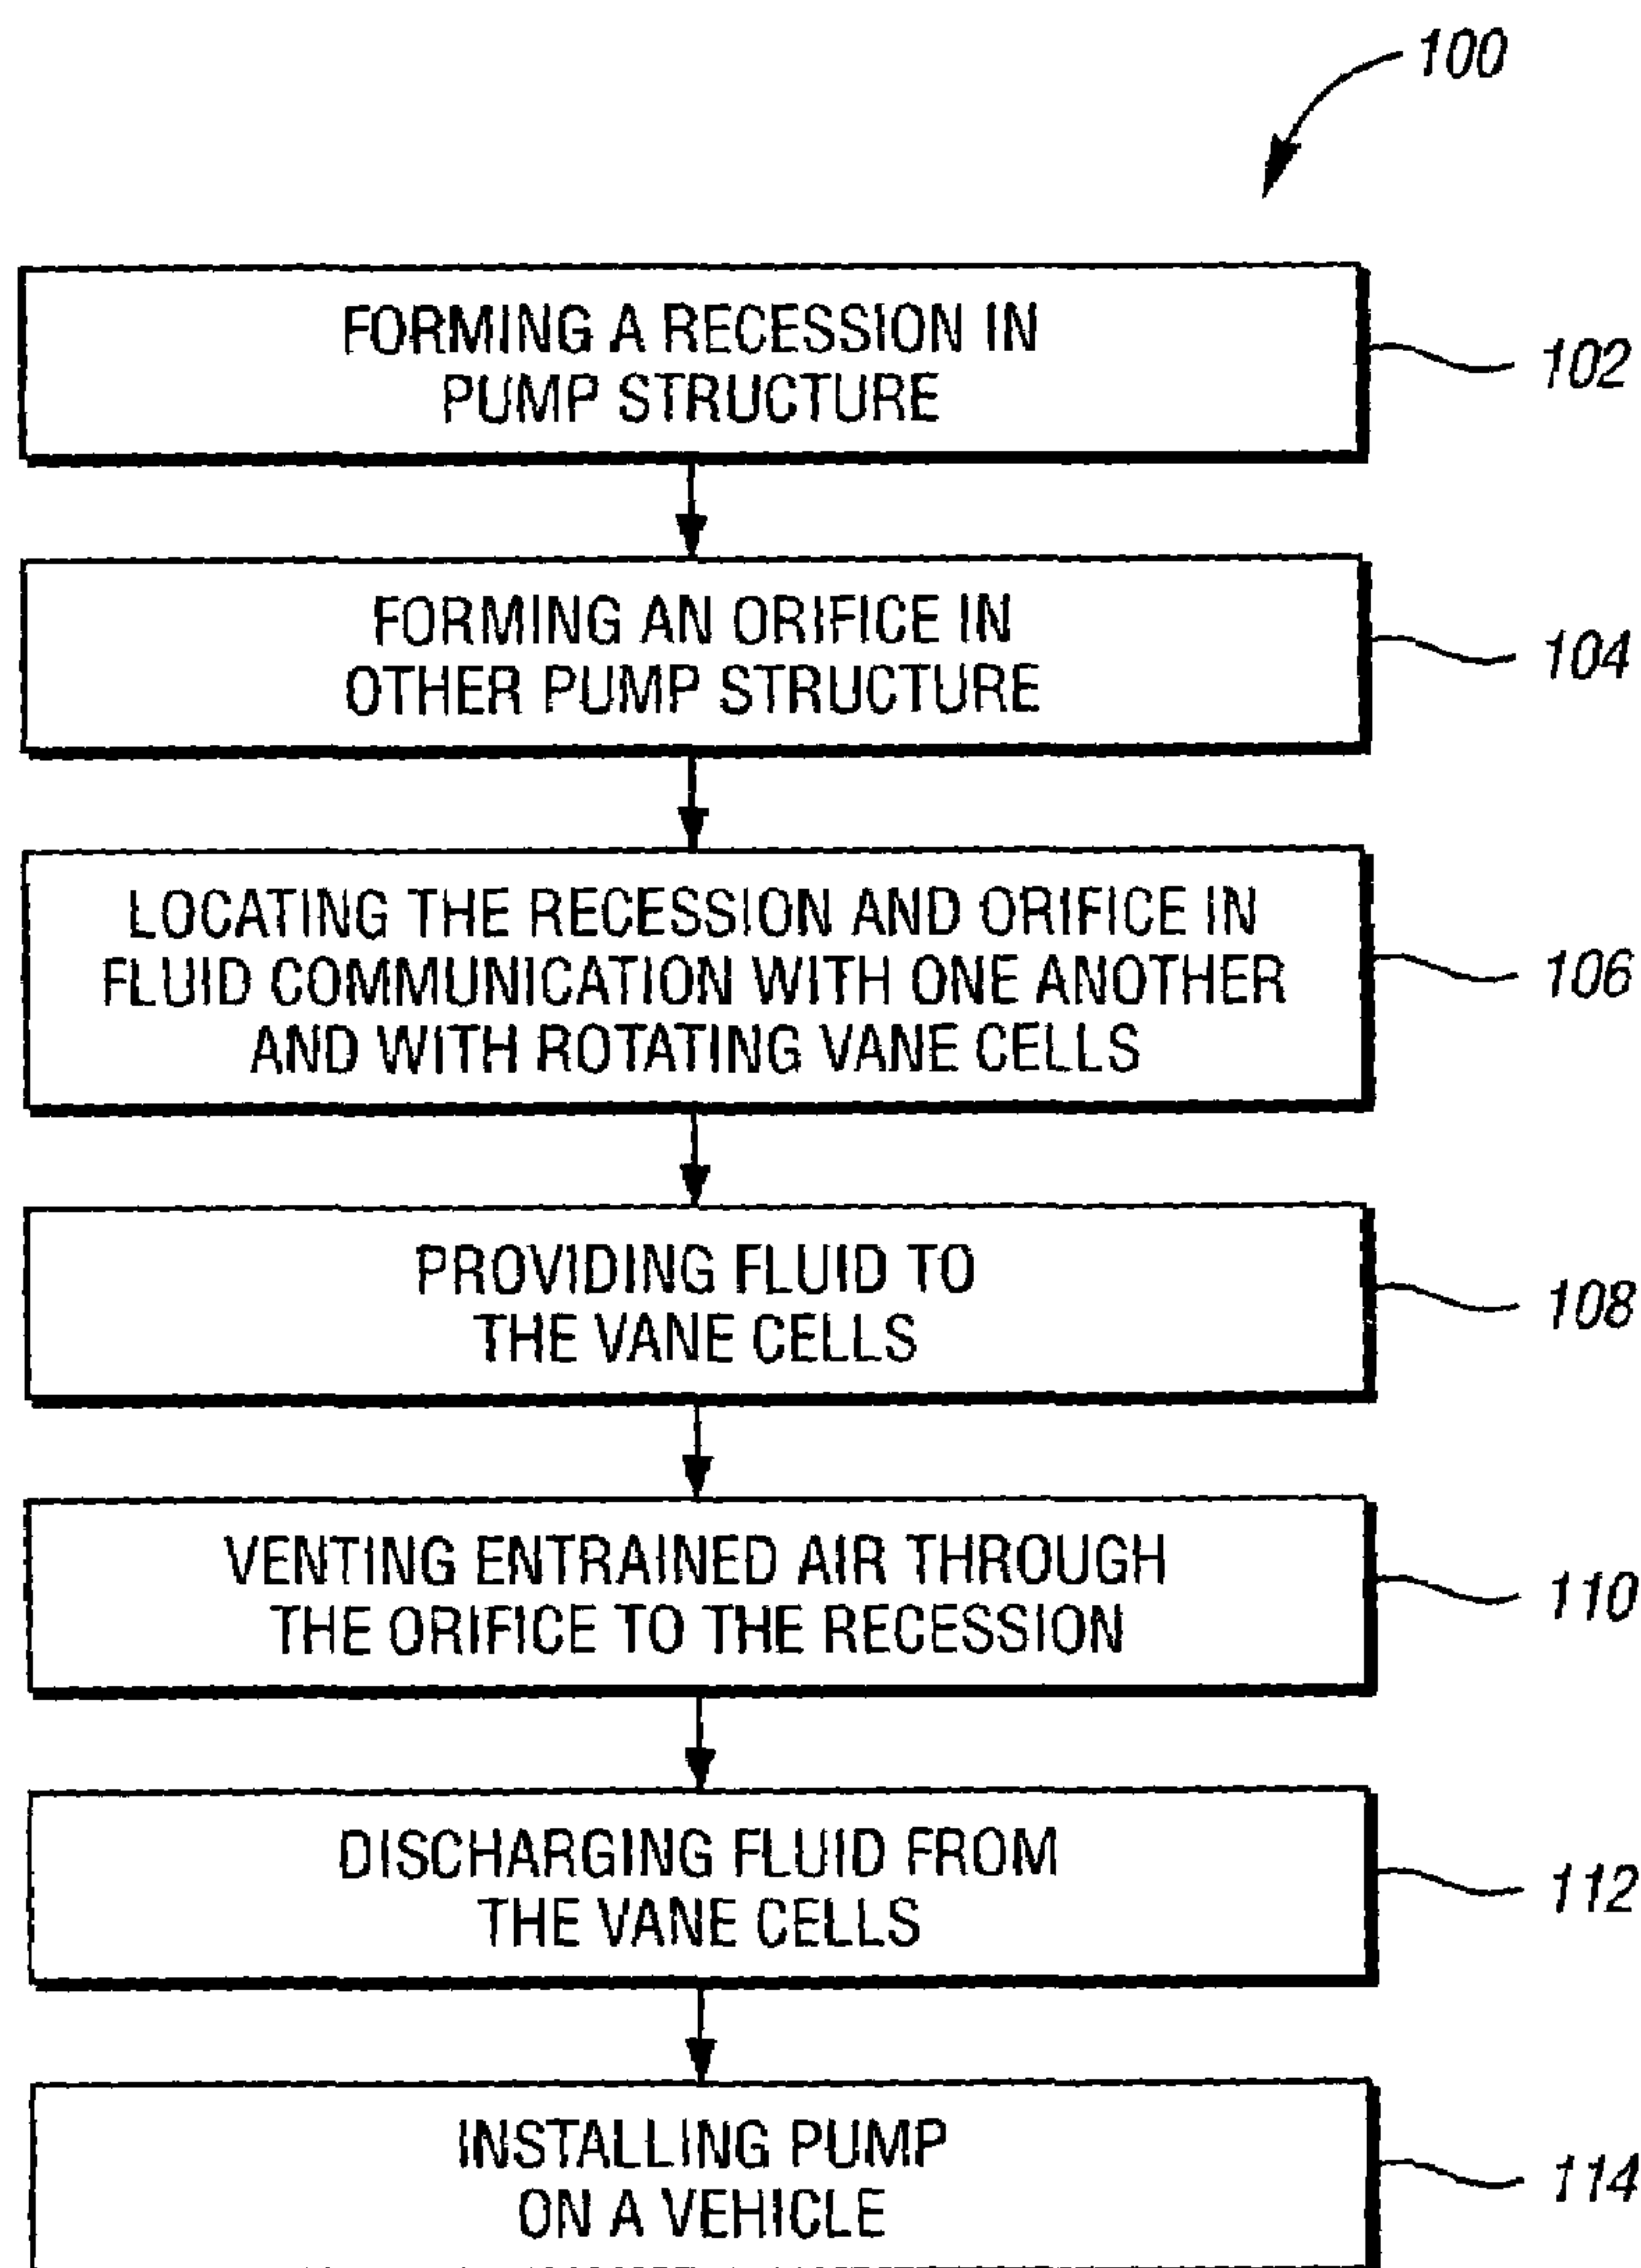 100
FORMING A RECESSION IN
PUMP STRUCTURE
102
FORMING AN ORIFICE IN
OTHER PUMP STRUCTURE
104
LOCATING THE RECESSION AND ORIFICE IN
FLUID COMMUNICATION WITH ONE ANOTHER
AND WITH ROTATING VANE CELLS
106
PROVIDING FLUID TO
THE VANE CELLS
108
VENTING ENTRAINED AIR THROUGH
THE ORIFICE TO THE RECESSION
110
DISCHARGING FLUID FROM
THE VANE CELLS
112
INSTALLING PUMP
ON A VEHICLE
114